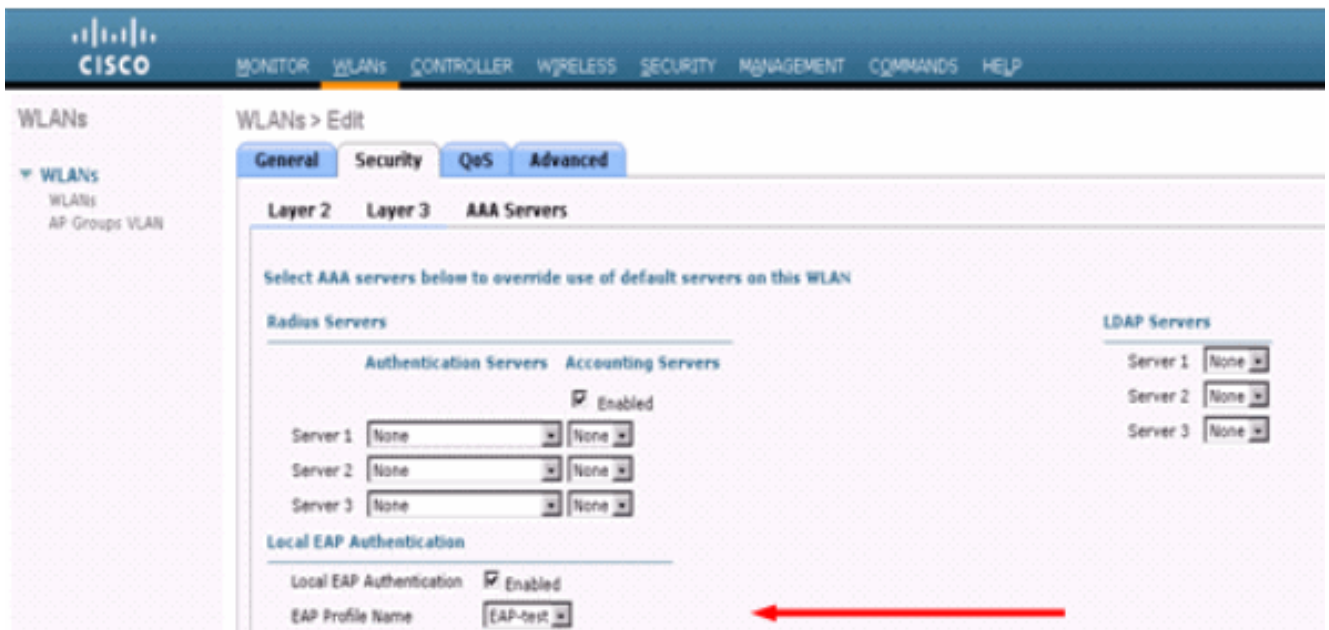 CISCO
MONITOR WLANs CONTROLLER WIRELESS SECURITY MANAGEMENT COMMANDS HELP
WLANs
WLANs
WLANs
AP Groups VLAN
WLANs > Edit
General Security QoS Advanced
Layer 2 Layer 3 AAA Servers
Select AAA servers below to override use of default servers on this WLAN
Radius Servers
Authentication Servers Accounting Servers
Enabled
Server 1 None None
Server 2 None None
Server 3 None None
Local EAP Authentication
Local EAP Authentication Enabled
EAP Profile Name EAP-test
LDAP Servers
Server 1 None
Server 2 None
Server 3 None